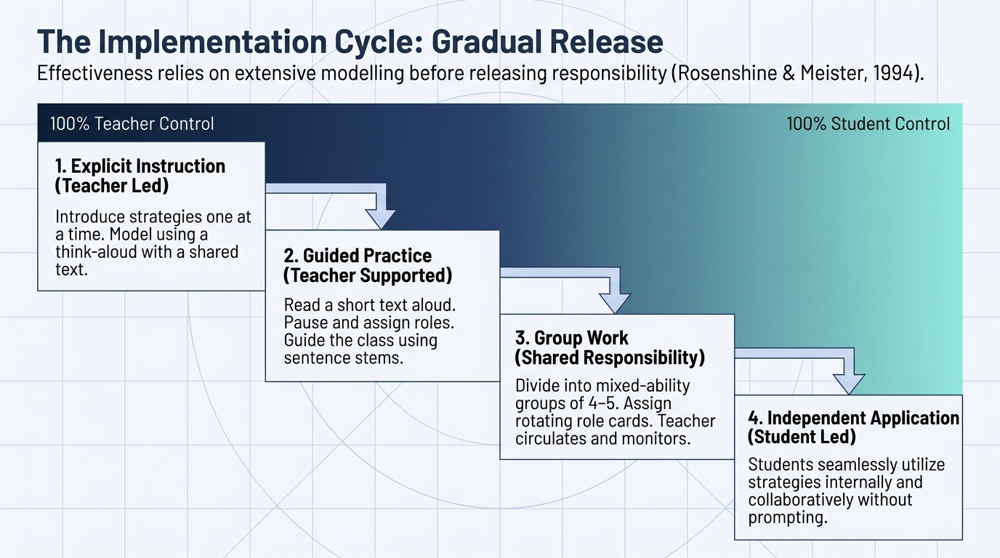 The Implementation Cycle: Gradual Release
Effectiveness relies on extensive modelling before releasing responsibility (Rosenshine & Meister, 1994).
100% Teacher Control
100% Student Control
1. Explicit Instruction
(Teacher Led)
Introduce strategies one at
a time. Model using a
think-aloud with a shared
text.
2. Guided Practice
(Teacher Supported)
Read a short text aloud.
Pause and assign roles.
Guide the class using
sentence stems.
3. Group Work
(Shared Responsibility)
Divide into mixed-ability
groups of 4–5. Assign
rotating role cards. Teacher
circulates and monitors.
4. Independent Application
(Student Led)
Students seamlessly utilize
strategies internally and
collaboratively without
prompting.